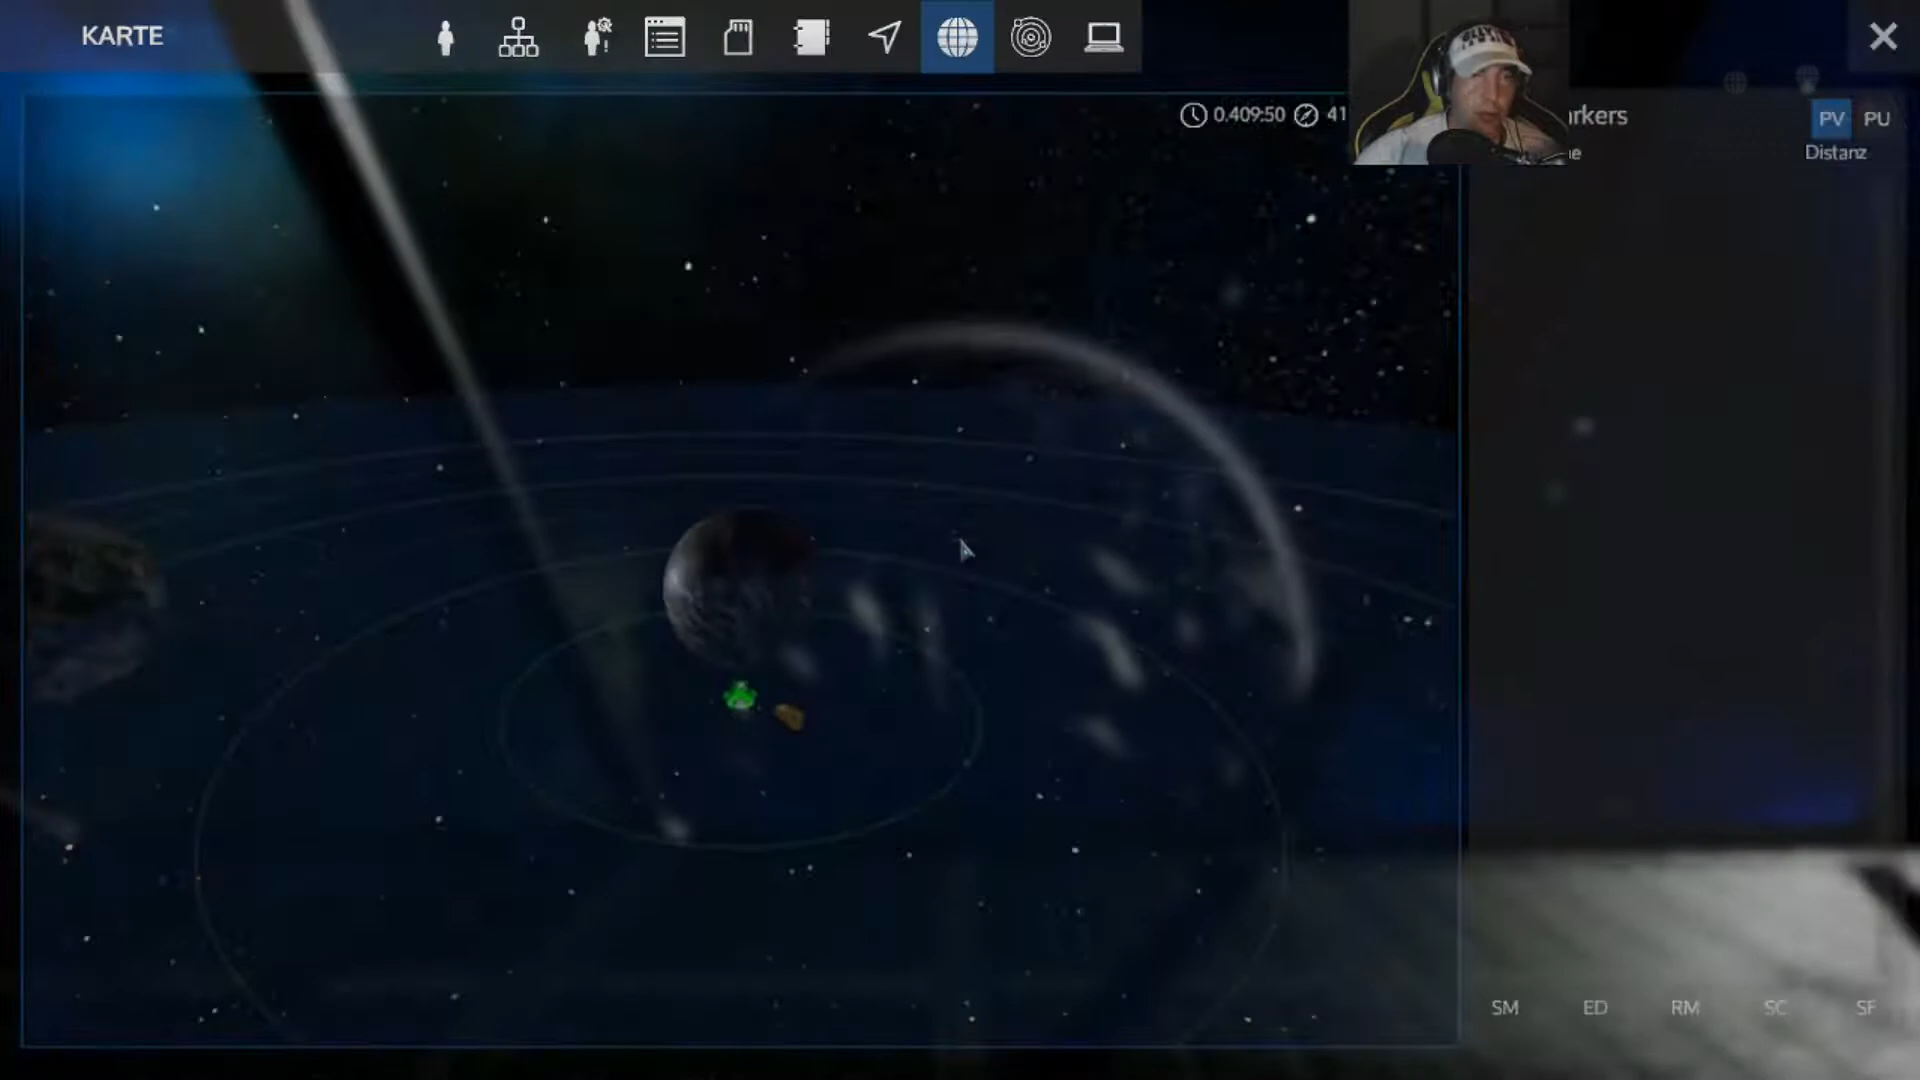 KARTE
0.409:50 41
rkers
PV PU
e
Distanz
SM ED RM SC SF